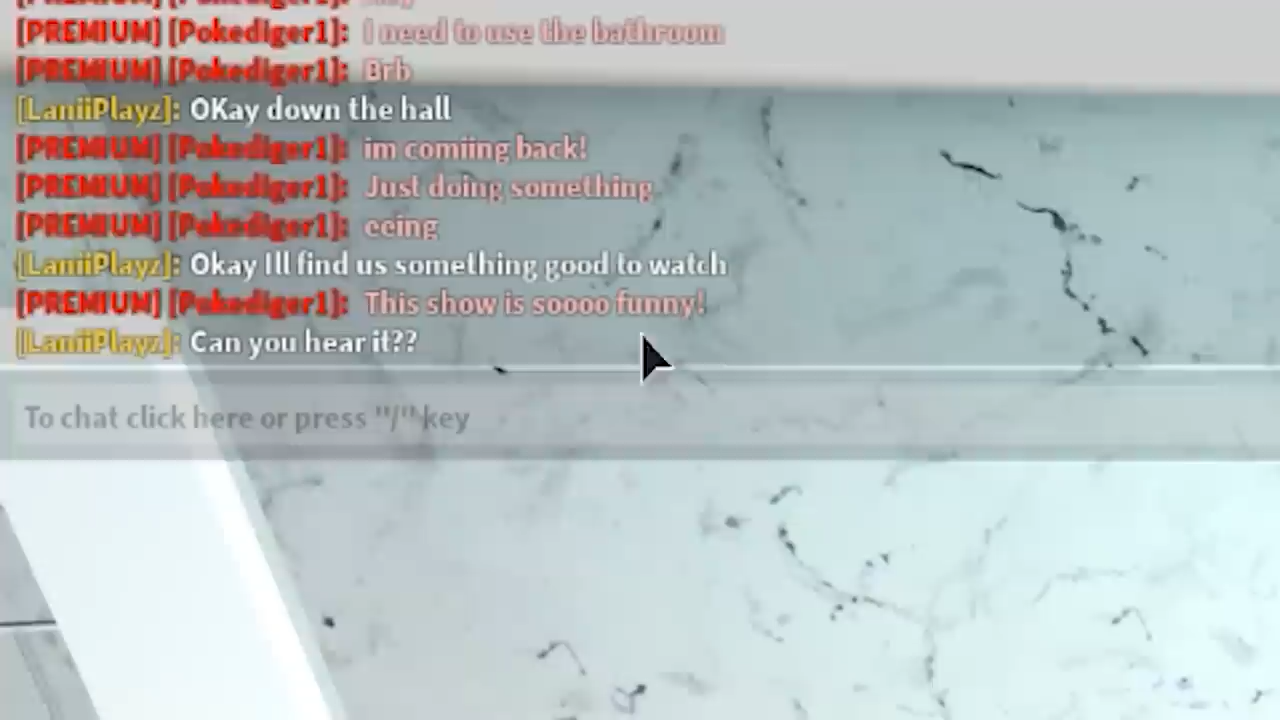 [PREMIUM] [Pokediger1]: I need to use the bathroom
[PREMIUM] [Pokediger1]: Brb
[LaniiPlayz]: OKay down the hall
[PREMIUM] [Pokediger1]: im comiing back!
[PREMIUM] [Pokediger1]: Just doing something
[PREMIUM] [Pokediger1]: eeing
[LaniiPlayz]: Okay Ill find us something good to watch
[PREMIUM] [Pokediger1]: This show is soooo funny!
[LaniiPlayz]: Can you hear it??
To chat click here or press "/" key